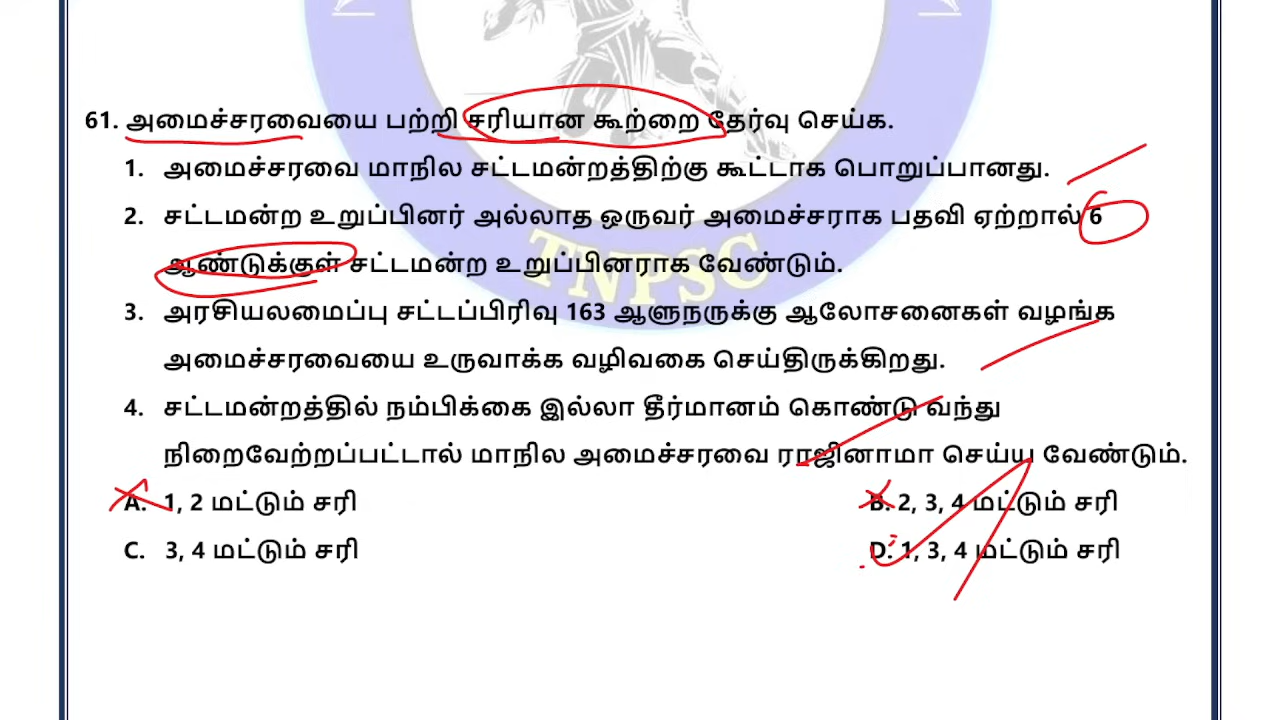 61. அமைச்சரவையை பற்றி சரியான கூற்றை தேர்வு செய்க.
1. அமைச்சரவை மாநில சட்டமன்றத்திற்கு கூட்டாக பொறுப்பானது.
2. சட்டமன்ற உறுப்பினர் அல்லாத ஒருவர் அமைச்சராக பதவி ஏற்றால் 6
ஆண்டுக்குள் சட்டமன்ற உறுப்பினராக வேண்டும்.
TNPSC
3. அரசியலமைப்பு சட்டப்பிரிவு 163 ஆளுநருக்கு ஆலோசனைகள் வழங்க
அமைச்சரவையை உருவாக்க வழிவகை செய்திருக்கிறது.
4. சட்டமன்றத்தில் நம்பிக்கை இல்லா தீர்மானம் கொண்டு வந்து
நிறைவேற்றப்பட்டால் மாநில அமைச்சரவை ராஜினாமா செய்ய வேண்டும்.
A. 1, 2 மட்டும் சரி B. 2, 3, 4 மட்டும் சரி
C. 3, 4 மட்டும் சரி D. 1, 3, 4 மட்டும் சரி